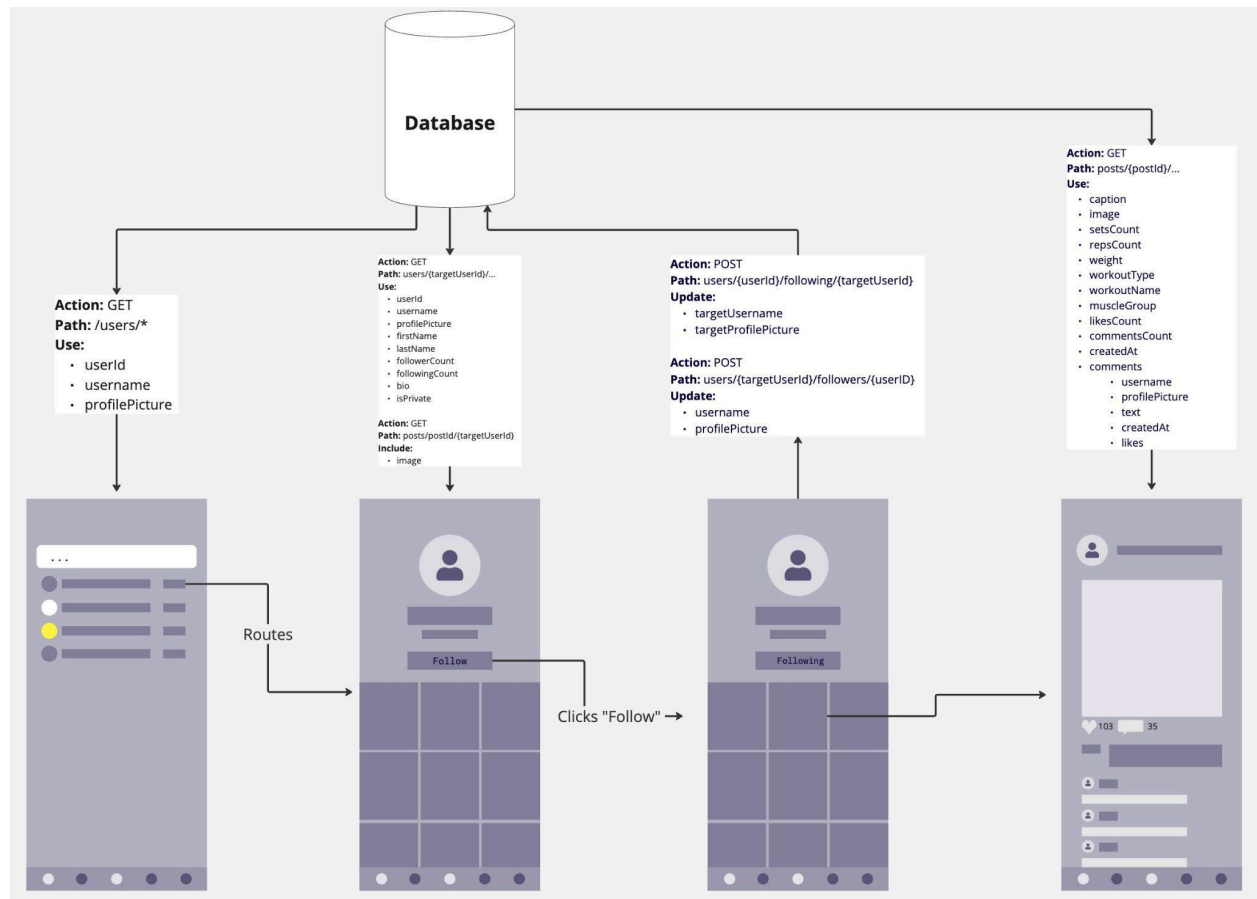 Database
Action: GET
Path: /users/*
Use:
• userId
• username
• profilePicture
Action: GET
Path: users/{targetUserId}/...
Use:
• userId
• username
• profilePicture
• firstName
• lastName
• followerCount
• followingCount
• bio
• isPrivate
Action: GET
Path: posts/postId/{targetUserId}
Include:
• image
Action: POST
Path: users/{userId}/following/{targetUserId}
Update:
• targetUsername
• targetProfilePicture
Action: POST
Path: users/{targetUserId}/followers/{userID}
Update:
• username
• profilePicture
Action: GET
Path: posts/{postId}/...
Use:
• caption
• image
• setsCount
• repsCount
• weight
• workoutType
• workoutName
• muscleGroup
• likesCount
• commentsCount
• createdAt
• comments
• username
• profilePicture
• text
• createdAt
• likes
...
Routes
Follow
Clicks "Follow"
Following
103 35